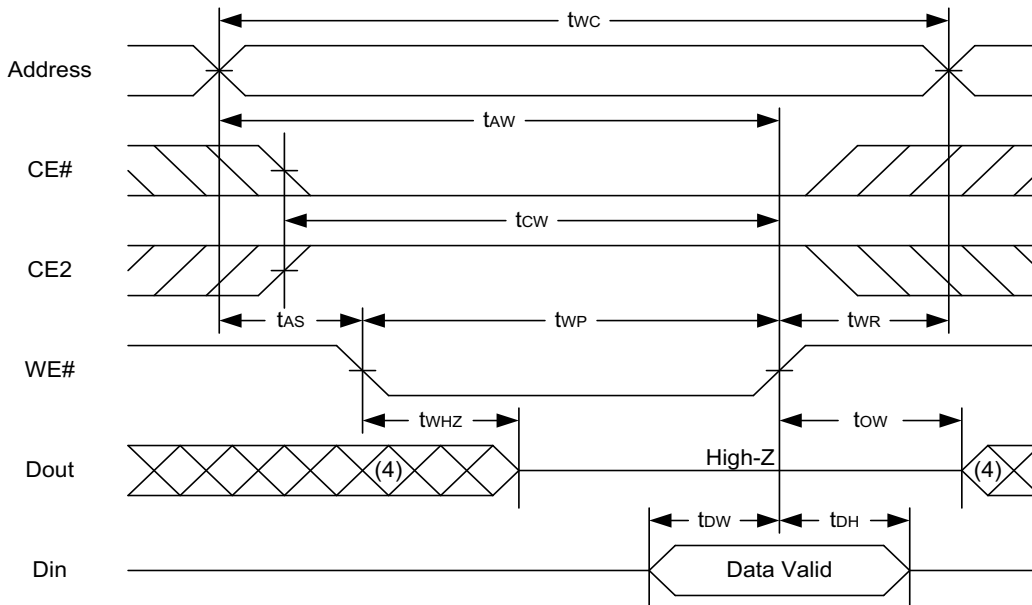 tWC
Address
tAW
CE#
tCW
CE2
tAS tWP tWR
WE#
tWHZ tOW
Dout (4) High-Z (4)
tDW tDH
Din Data Valid